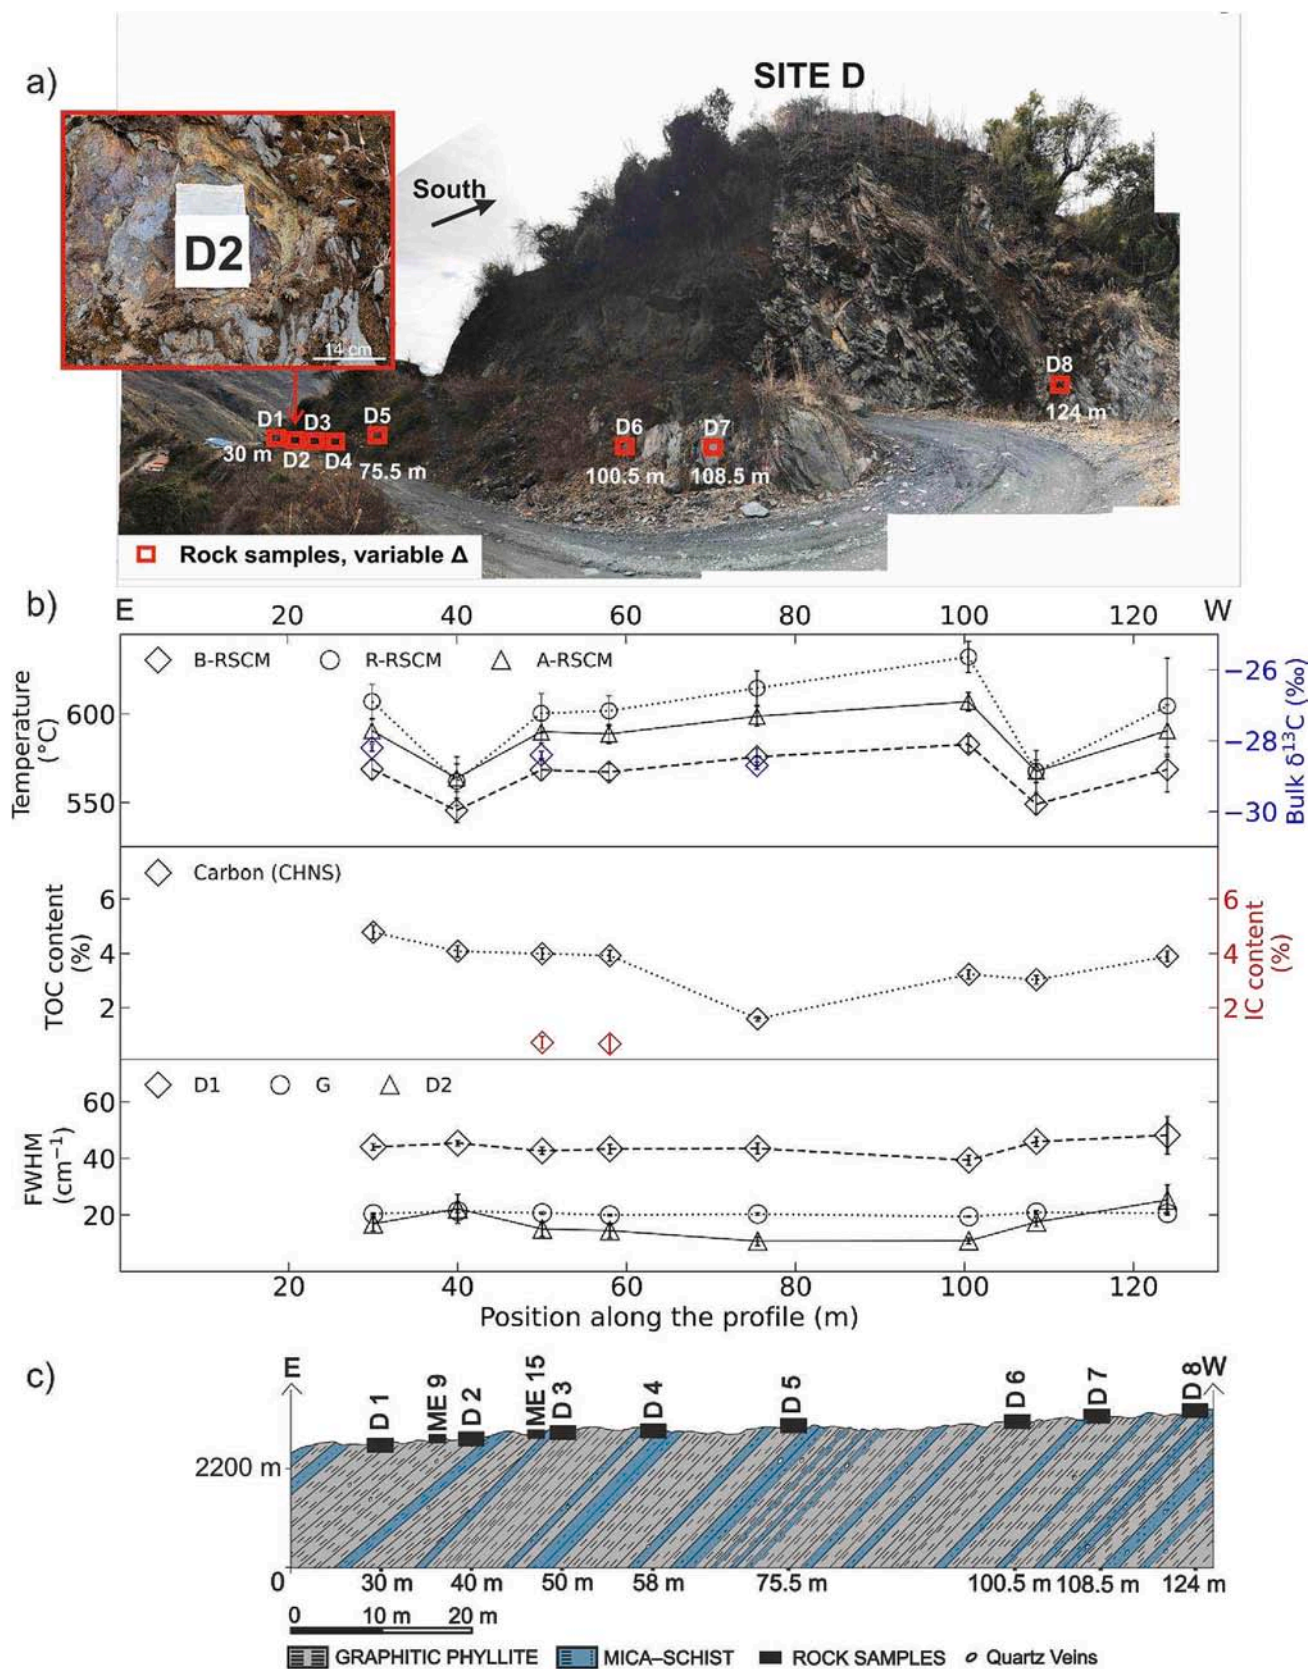 a)
SITE D
South
D2
14 cm
D1
D3
D5
D2
D4
30 m
75.5 m
D6
D7
100.5 m
108.5 m
D8
124 m
Rock samples, variable Δ
b)
E 20 40 60 80 100 120 W
B-RSCM R-RSCM A-RSCM
Temperature
(°C)
600
550
−26
−28
−30
Bulk δ¹³C (‰)
Carbon (CHNS)
TOC content
(%)
6
4
2
6
4
2
IC content
(%)
D1 G D2
FWHM
(cm⁻¹)
60
40
20
20 40 60 80 100 120
Position along the profile (m)
c)
E
D 1
ME 9
D 2
ME 15
D 3
D 4
D 5
D 6
D 7
D 8
W
2200 m
0 30 m 40 m 50 m 58 m 75.5 m 100.5 m 108.5 m 124 m
0 10 m 20 m
GRAPHITIC PHYLLITE MICA–SCHIST ROCK SAMPLES Quartz Veins